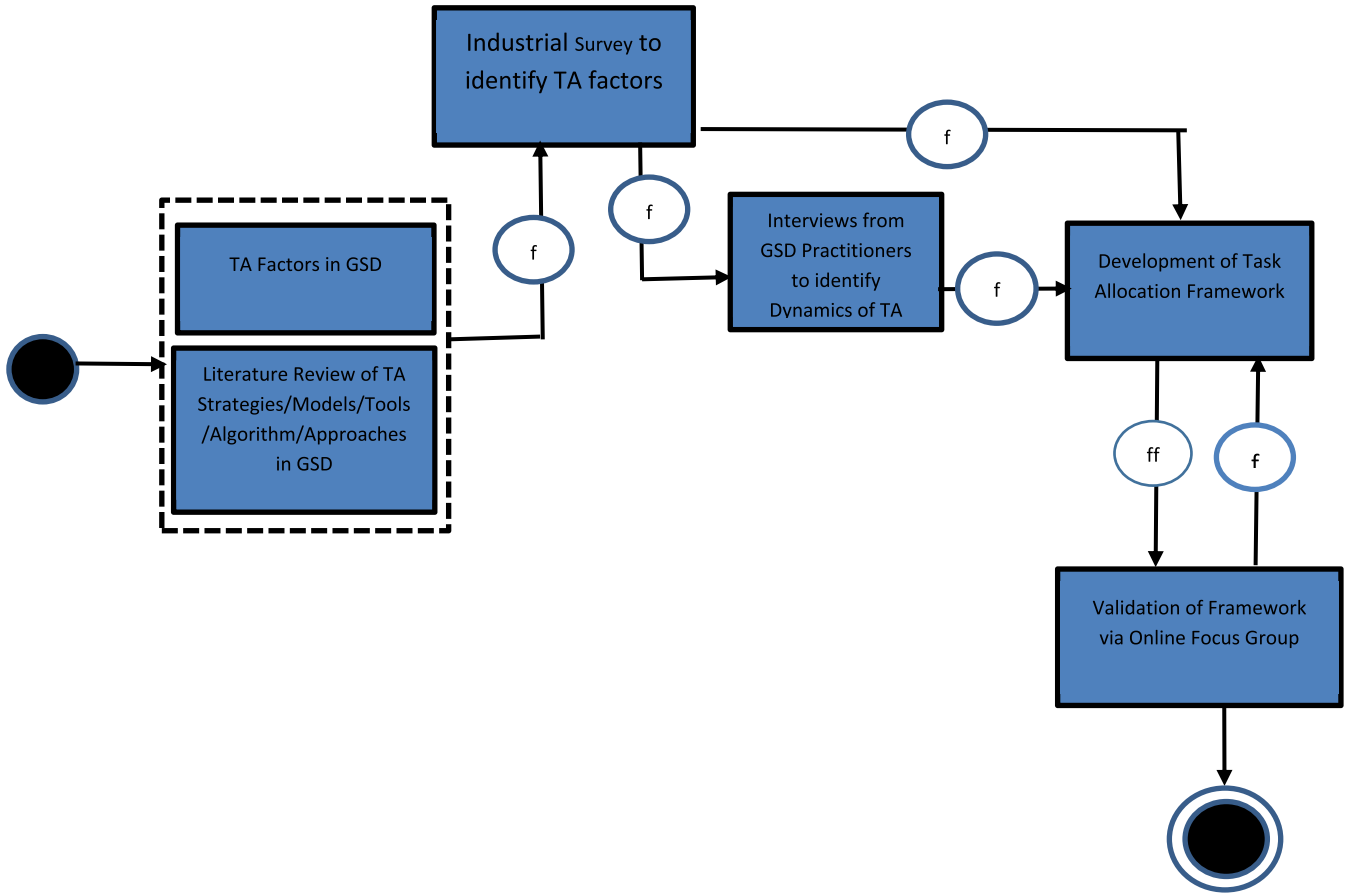 Industrial Survey to
identify TA factors
f
f
f
TA Factors in GSD
Literature Review of TA
Strategies/Models/Tools
/Algorithm/Approaches
in GSD
Interviews from
GSD Practitioners
to identify
Dynamics of TA
f
Development of Task
Allocation Framework
ff
f
Validation of Framework
via Online Focus Group